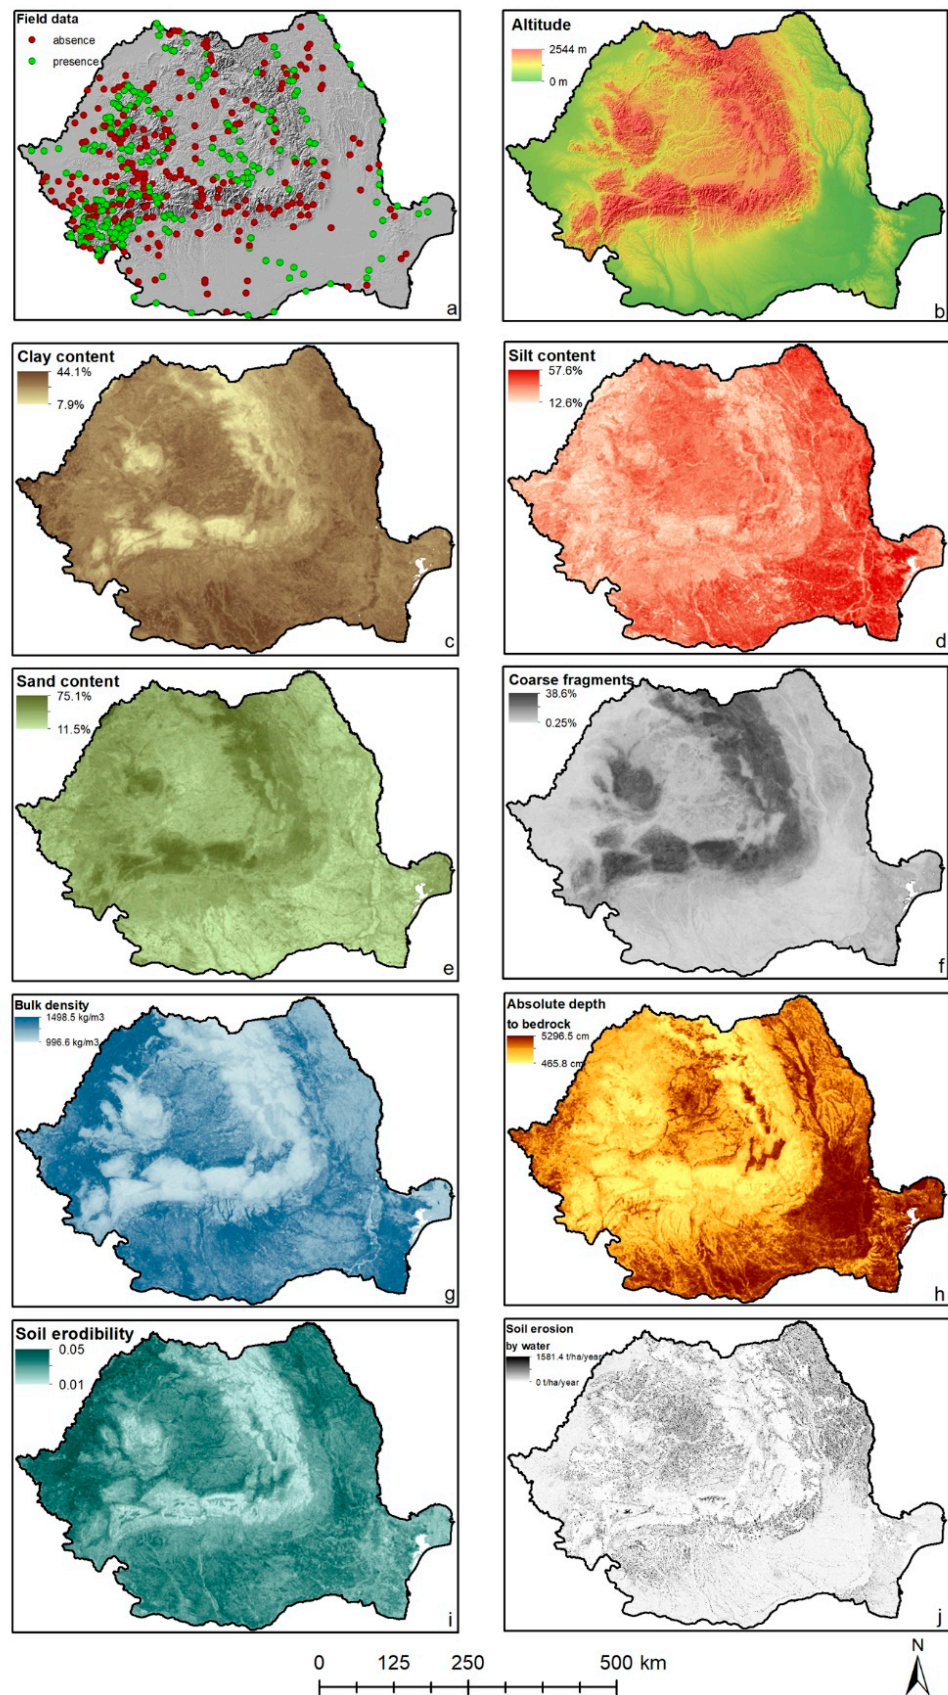 Field data
absence
presence
a
Altitude
2544 m
0 m
b
Clay content
44.1%
7.9%
c
Silt content
57.6%
12.6%
d
Sand content
75.1%
11.5%
e
Coarse fragments
38.6%
0.25%
f
Bulk density
1498.5 kg/m3
996.6 kg/m3
g
Absolute depth
to bedrock
5296.5 cm
465.8 cm
h
Soil erodibility
0.05
0.01
i
Soil erosion
by water
1581.4 t/ha/year
0 t/ha/year
j
0 125 250 500 km
N